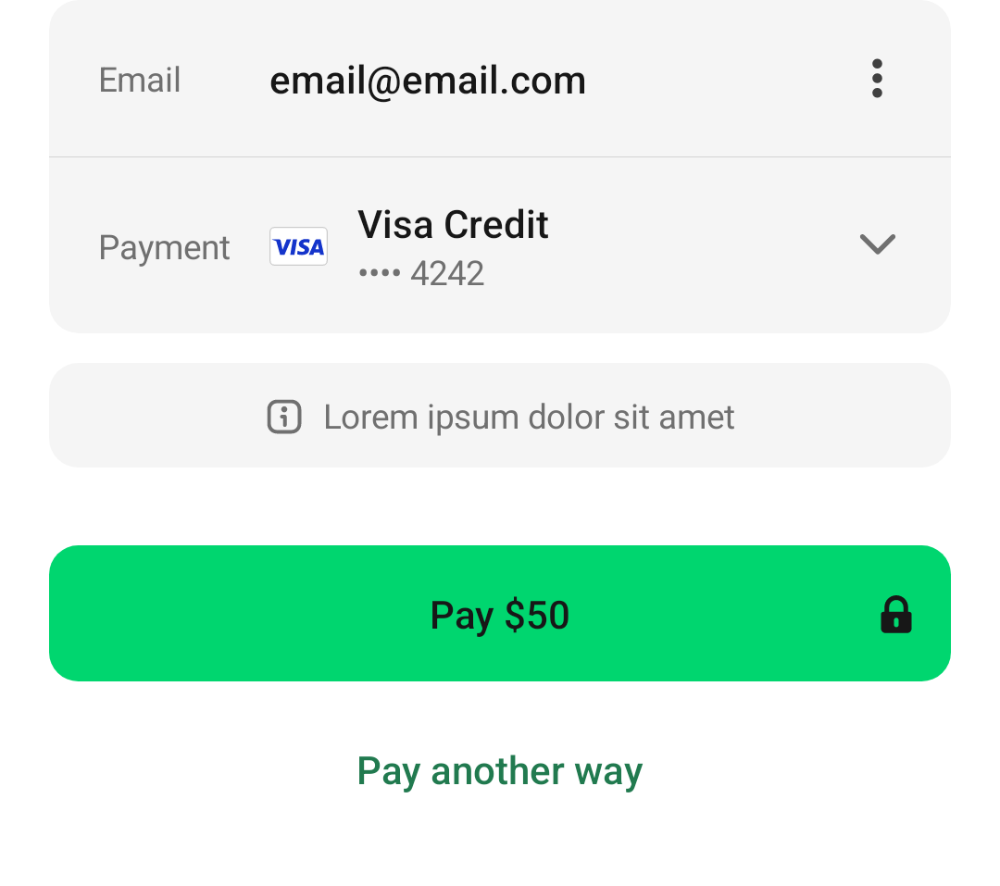 Email email@email.com
Payment VISA Visa Credit
•••• 4242
Lorem ipsum dolor sit amet
Pay $50
Pay another way